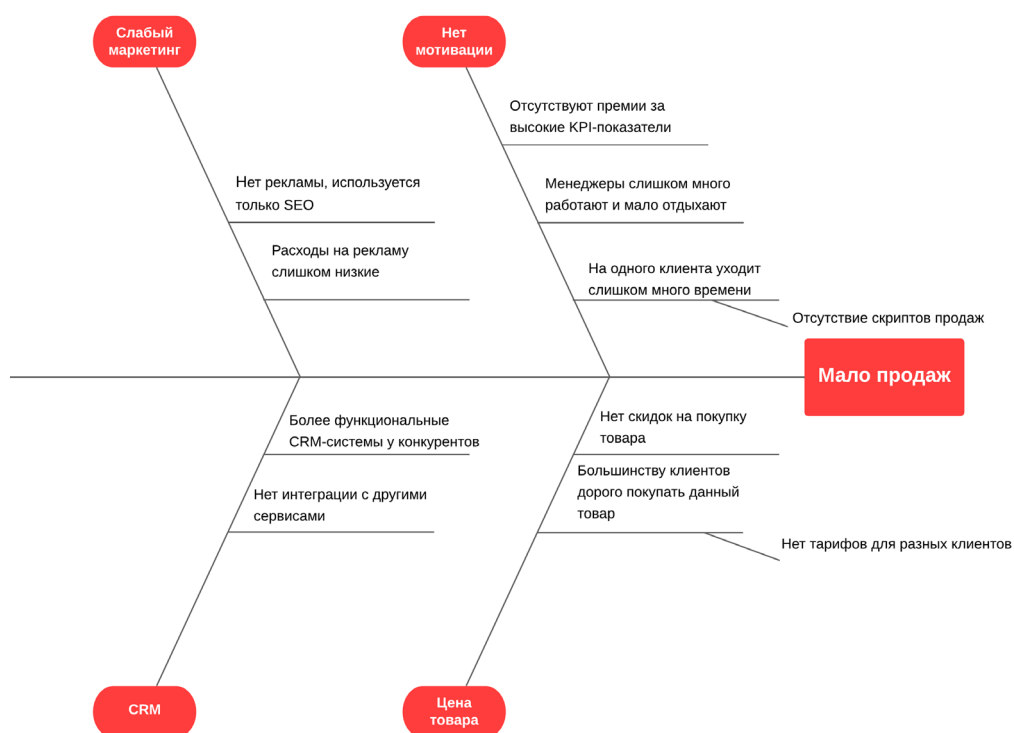 Слабый
маркетинг
Нет
мотивации
Отсутствуют премии за
высокие KPI-показатели
Нет рекламы, используется
только SEO
Менеджеры слишком много
работают и мало отдыхают
Расходы на рекламу
слишком низкие
На одного клиента уходит
слишком много времени
Отсутствие скриптов продаж
Мало продаж
Более функциональные
CRM-системы у конкурентов
Нет скидок на покупку
товара
Нет интеграции с другими
сервисами
Большинству клиентов
дорого покупать данный
товар
Нет тарифов для разных клиентов
CRM
Цена
товара